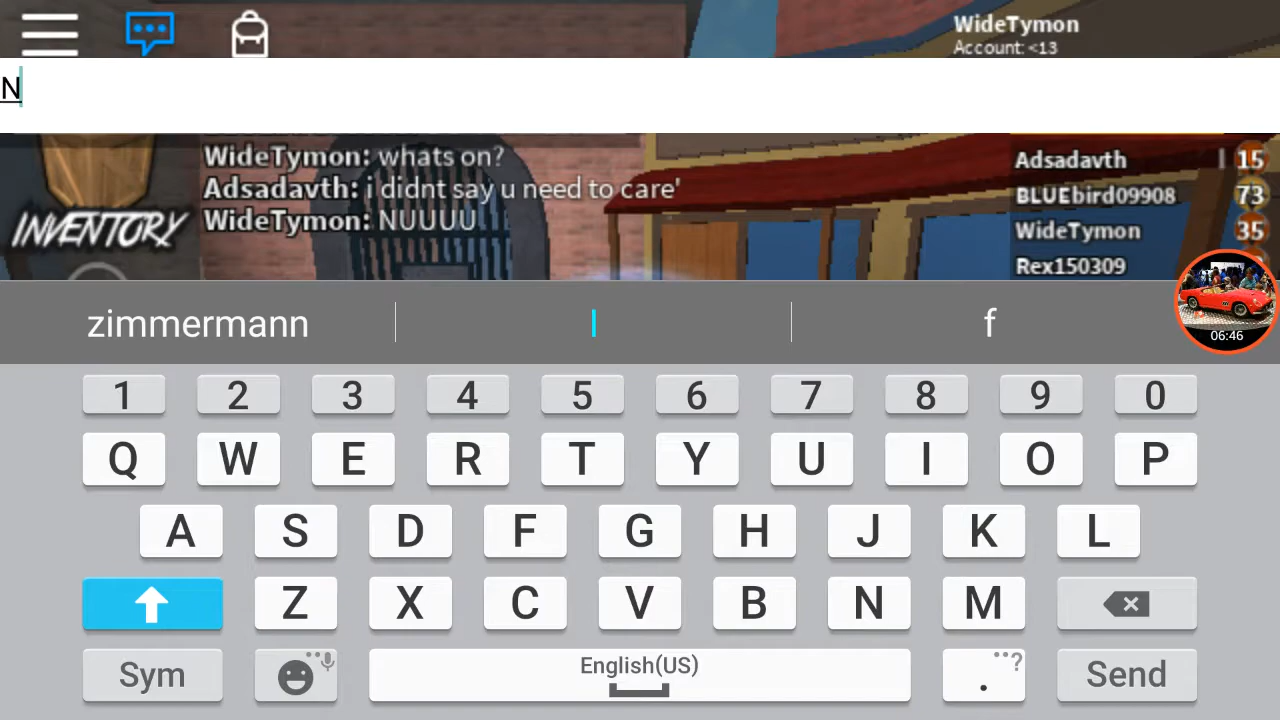 WideTymon
Account: <13
N
WideTymon: whats on?
Adsadavth: i didnt say u need to care'
WideTymon: NUUUU
INVENTORY
Adsadavth 15
BLUEbird09908 73
WideTymon 35
Rex150309
06:46
zimmermann I f
1 2 3 4 5 6 7 8 9 0
Q W E R T Y U I O P
A S D F G H J K L
Z X C V B N M
Sym English(US) . ? Send